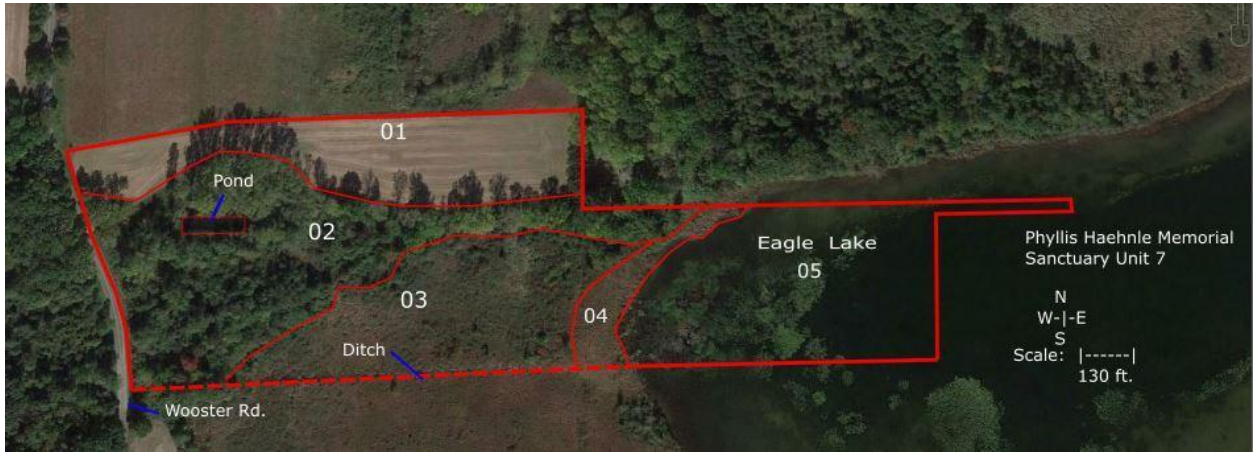 01
Pond
02
Eagle Lake
05
Phyllis Haehnle Memorial
Sanctuary Unit 7
03
N
W-|-E
S
04
Ditch
Scale: |------|
130 ft.
Wooster Rd.